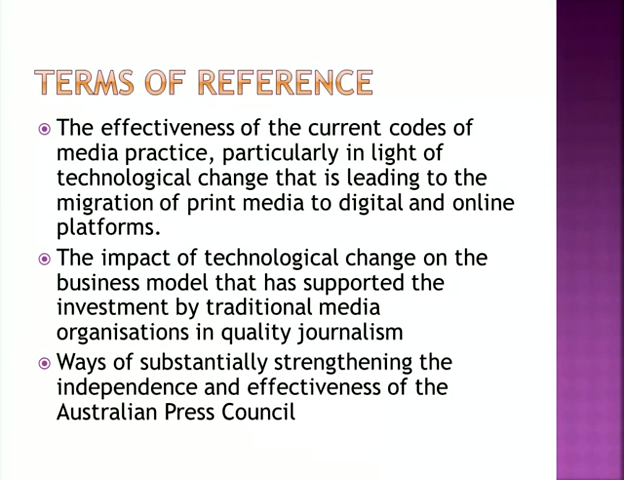 TERMS OF REFERENCE
The effectiveness of the current codes of
media practice, particularly in light of
technological change that is leading to the
migration of print media to digital and online
platforms.
The impact of technological change on the
business model that has supported the
investment by traditional media
organisations in quality journalism
Ways of substantially strengthening the
independence and effectiveness of the
Australian Press Council